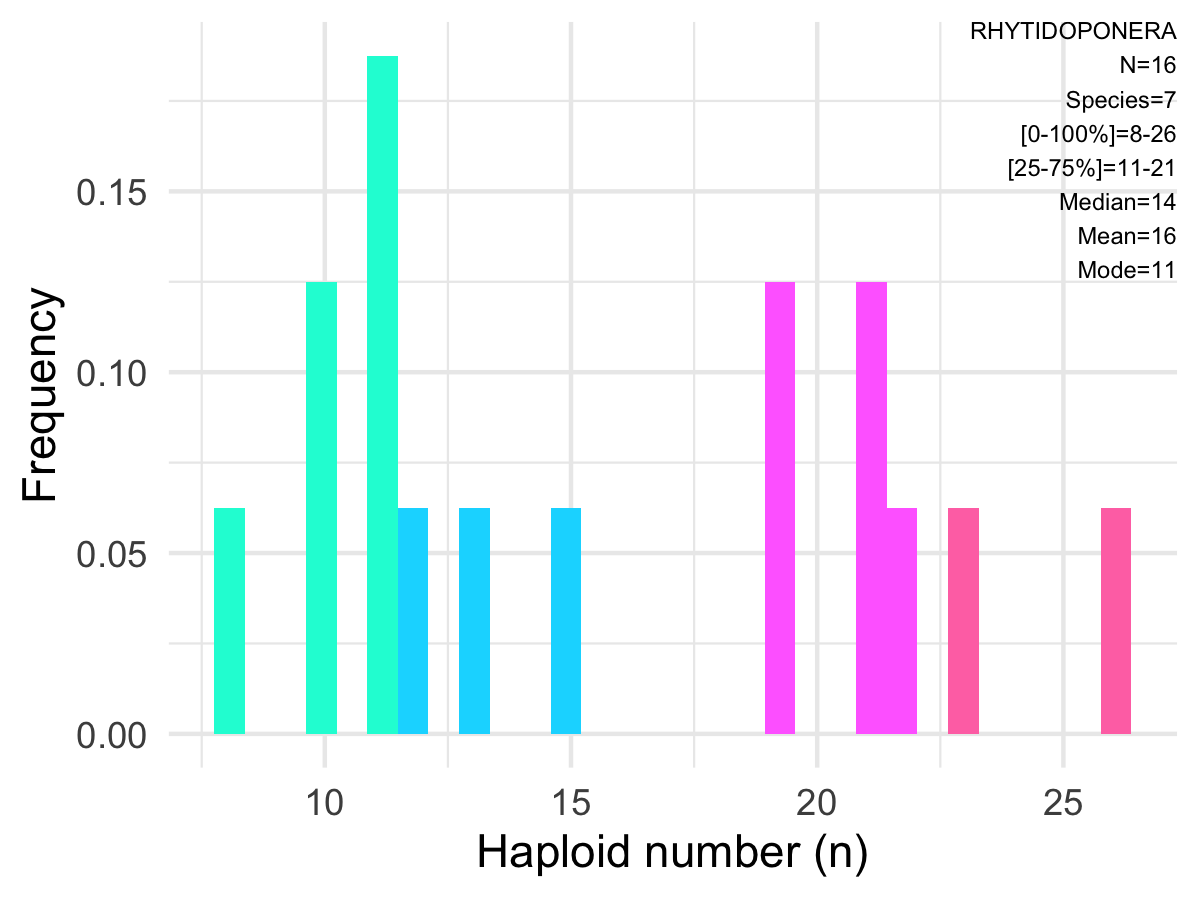 RHYTIDOPONERA
N=16
Species=7
[0-100%]=8-26
[25-75%]=11-21
Median=14
Mean=16
Mode=11
Frequency
0.15
0.10
0.05
0.00
10 15 20 25
Haploid number (n)